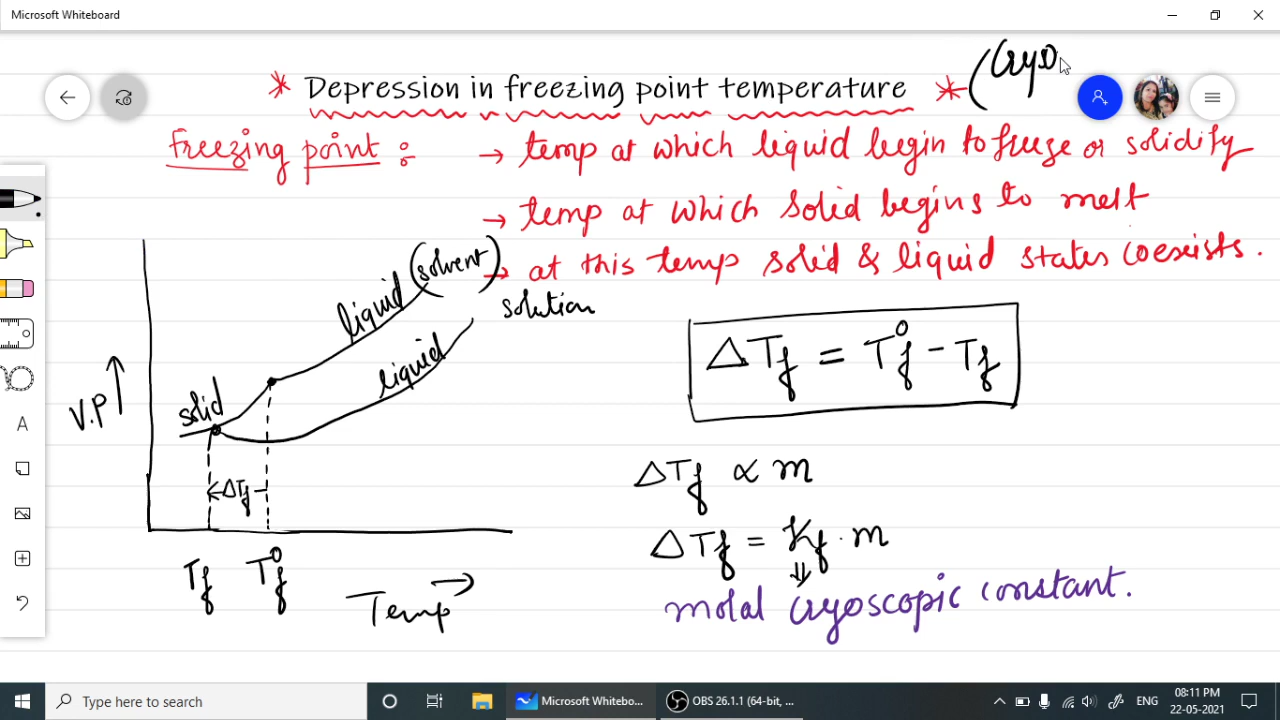 Microsoft Whiteboard
(Cryo
* Depression in freezing point temperature *
freezing point : → temp at which liquid begin to freeze or solidify
→ temp at which solid begins to melt
→ at this temp solid & liquid states coexists.
liquid (solvent)
solution
liquid
solid
V.P
ΔTf
Tf Tf⁰
Temp →
ΔTf = Tf⁰ - Tf
ΔTf ∝ m
ΔTf = Kf · m
molal cryoscopic constant.
A
Type here to search
Microsoft Whitebo...
OBS 26.1.1 (64-bit, ...
ENG
08:11 PM
22-05-2021